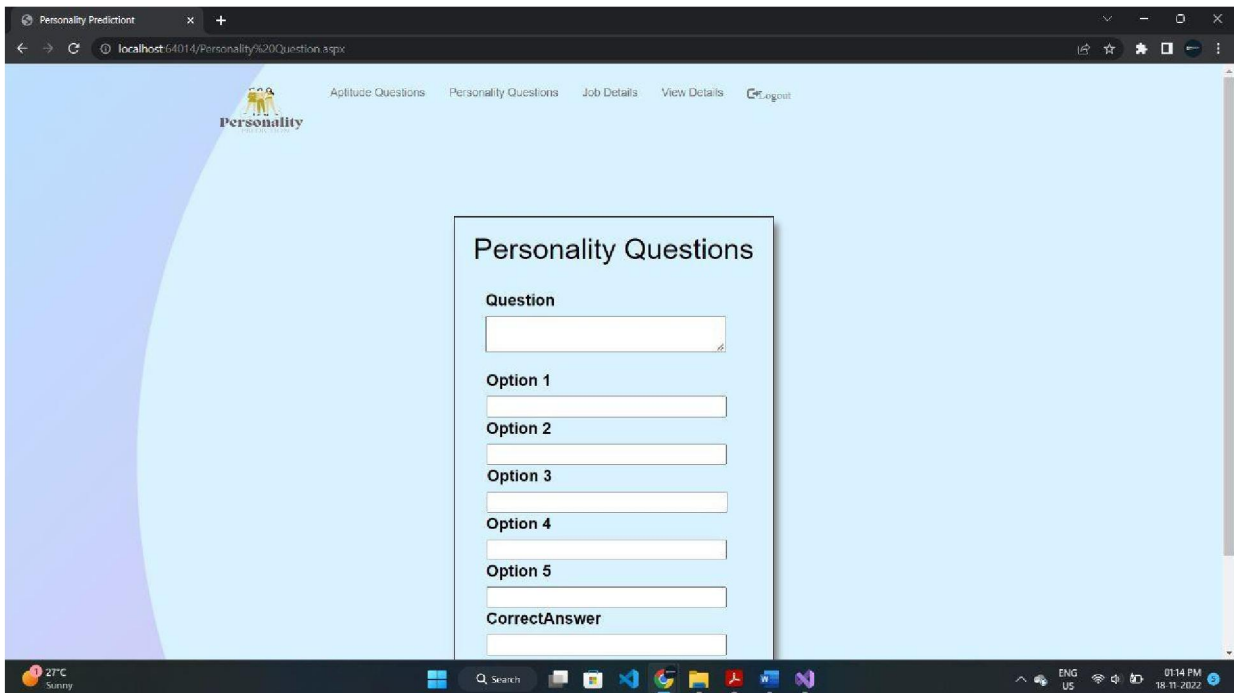 Personality Predictiont
localhost:64014/Personality%20Question.aspx
Aptitude Questions Personality Questions Job Details View Details Logout
Personality
Personality Questions
Question
Option 1
Option 2
Option 3
Option 4
Option 5
CorrectAnswer
1 27°C
Sunny
Search
ENG
US
01:14 PM
18-11-2022